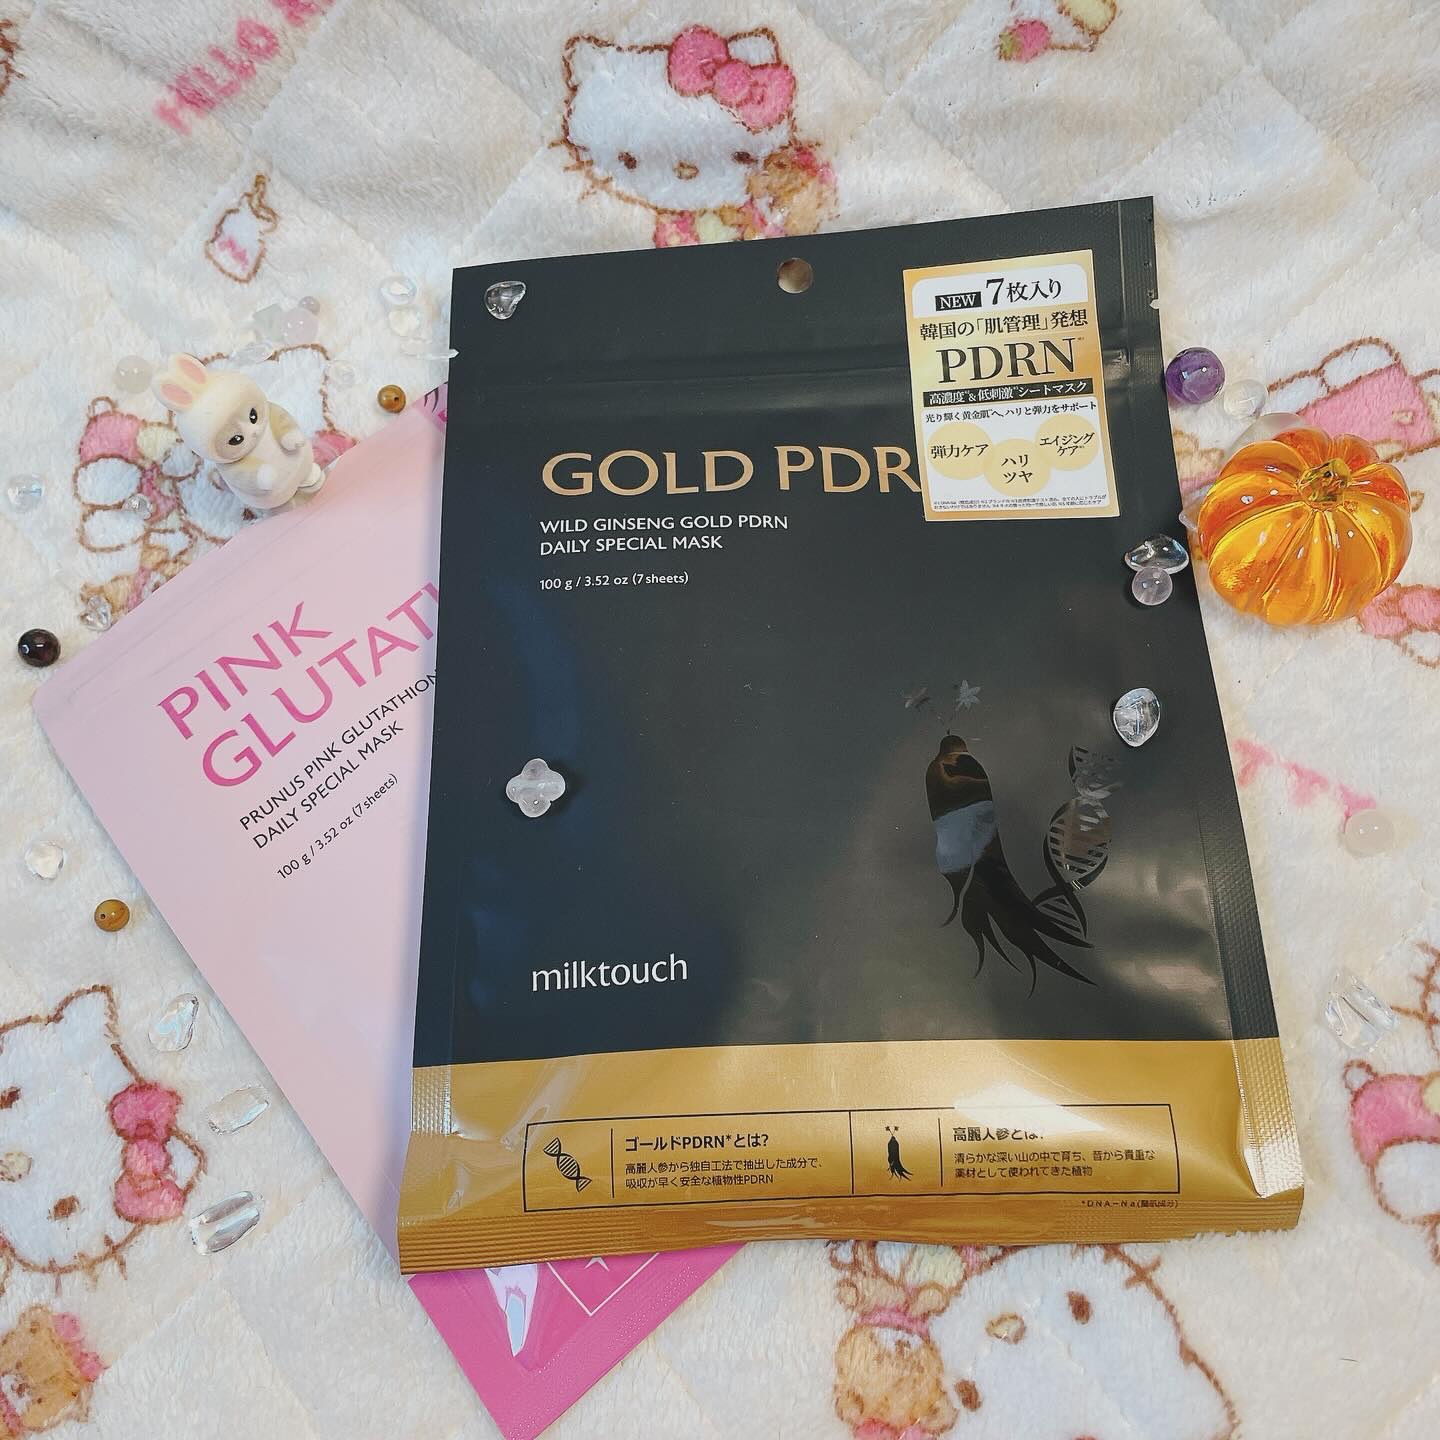 HELLO
NEW 7枚入り
韓国の「肌管理」発想
PDRN
高濃度&低刺激シートマスク
光り輝く黄金肌へ、ハリと弾力をサポート
弾力ケア
ハリ
ツヤ
エイジング
ケア
GOLD PDR
WILD GINSENG GOLD PDRN
DAILY SPECIAL MASK
100 g / 3.52 oz (7 sheets)
milktouch
ゴールドPDRN*とは?
高麗人参から独自工法で抽出した成分で、
吸収が早く安全な植物性PDRN
高麗人参とは?
清らかな深い山の中で育ち、昔から貴重な
薬材として使われてきた植物
*DNA-Na(整肌成分)
PINK
GLUTATI
PRUNUS PINK GLUTATHION
DAILY SPECIAL MASK
100 g / 3.52 oz (7 sheets)